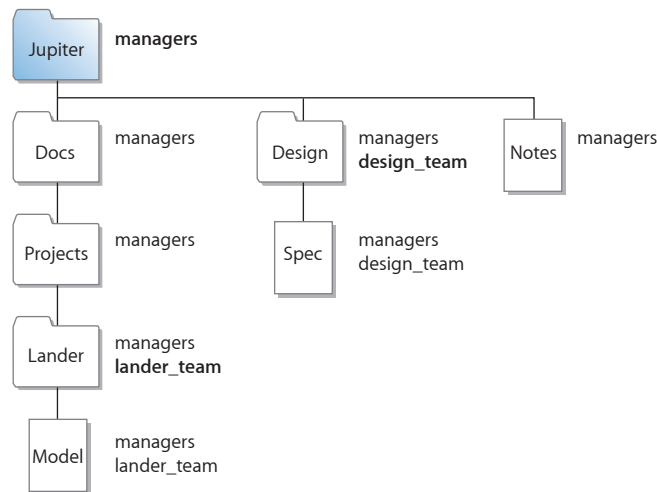 Jupiter
managers
Docs
managers
Design
managers
design_team
Notes
managers
Projects
managers
Spec
managers
design_team
Lander
managers
lander_team
Model
managers
lander_team